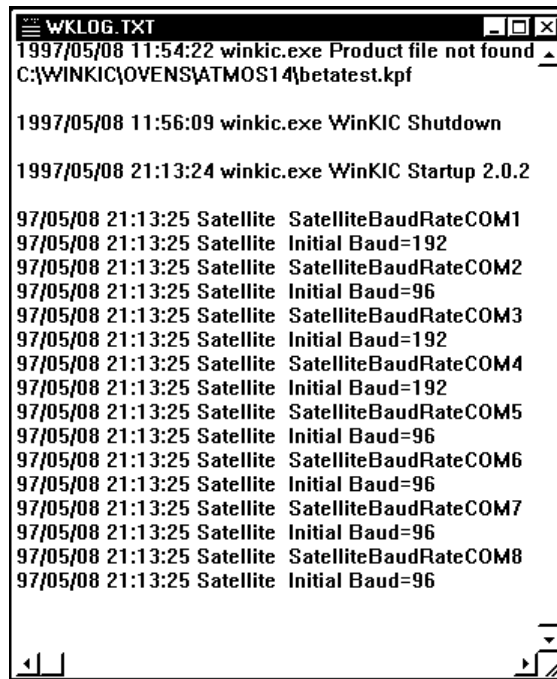 WKLOG.TXT
1997/05/08 11:54:22 winkic.exe Product file not found
C:\WINKIC\OVENS\ATMOS14\betatest.kpf
1997/05/08 11:56:09 winkic.exe WinKIC Shutdown
1997/05/08 21:13:24 winkic.exe WinKIC Startup 2.0.2
97/05/08 21:13:25 Satellite  SatelliteBaudRateCOM1
97/05/08 21:13:25 Satellite  Initial Baud=192
97/05/08 21:13:25 Satellite  SatelliteBaudRateCOM2
97/05/08 21:13:25 Satellite  Initial Baud=96
97/05/08 21:13:25 Satellite  SatelliteBaudRateCOM3
97/05/08 21:13:25 Satellite  Initial Baud=192
97/05/08 21:13:25 Satellite  SatelliteBaudRateCOM4
97/05/08 21:13:25 Satellite  Initial Baud=192
97/05/08 21:13:25 Satellite  SatelliteBaudRateCOM5
97/05/08 21:13:25 Satellite  Initial Baud=96
97/05/08 21:13:25 Satellite  SatelliteBaudRateCOM6
97/05/08 21:13:25 Satellite  Initial Baud=96
97/05/08 21:13:25 Satellite  SatelliteBaudRateCOM7
97/05/08 21:13:25 Satellite  Initial Baud=96
97/05/08 21:13:25 Satellite  SatelliteBaudRateCOM8
97/05/08 21:13:25 Satellite  Initial Baud=96